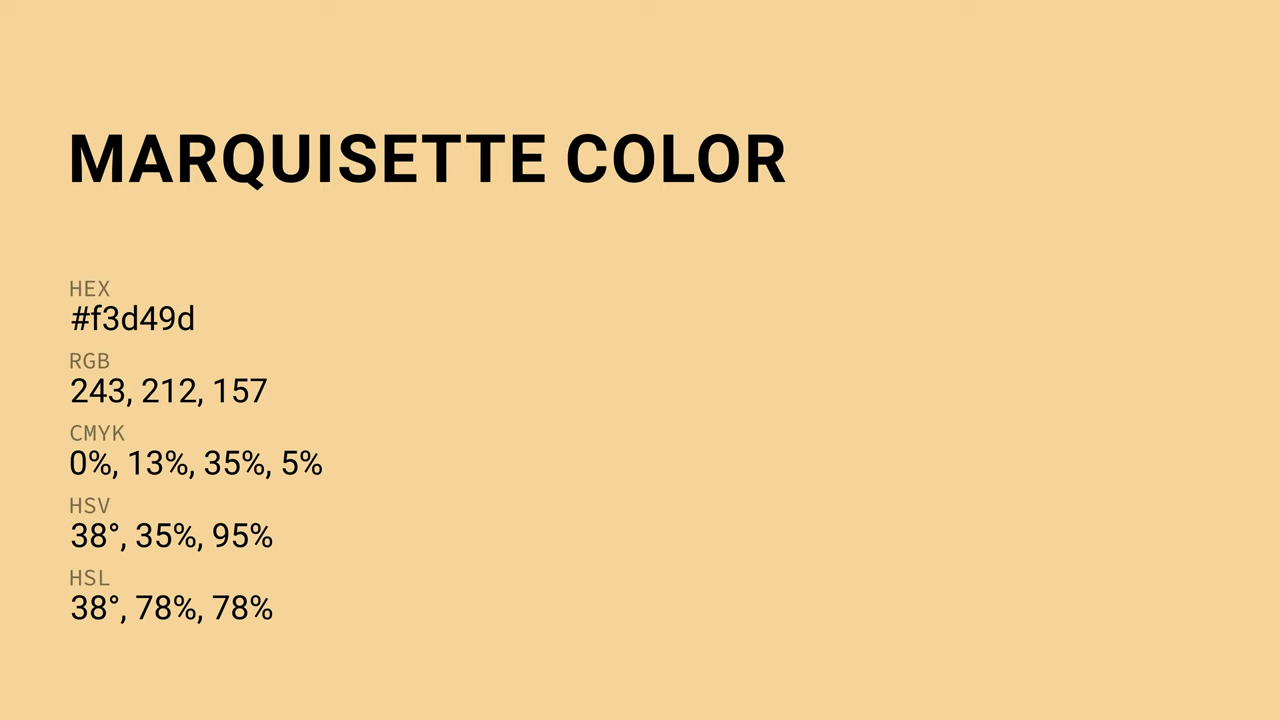 MARQUISETTE COLOR
HEX
#f3d49d
RGB
243, 212, 157
CMYK
0%, 13%, 35%, 5%
HSV
38°, 35%, 95%
HSL
38°, 78%, 78%